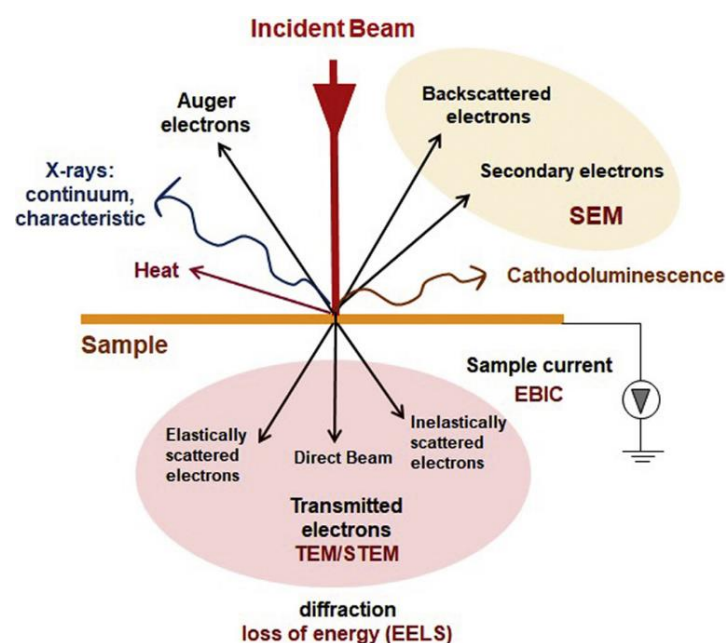 Incident Beam
Auger
electrons
Backscattered
electrons
X-rays:
continuum,
characteristic
Secondary electrons
SEM
Heat
Cathodoluminescence
Sample
Sample current
EBIC
Elastically
scattered
electrons
Direct Beam
Inelastically
scattered
electrons
Transmitted
electrons
TEM/STEM
diffraction
loss of energy (EELS)